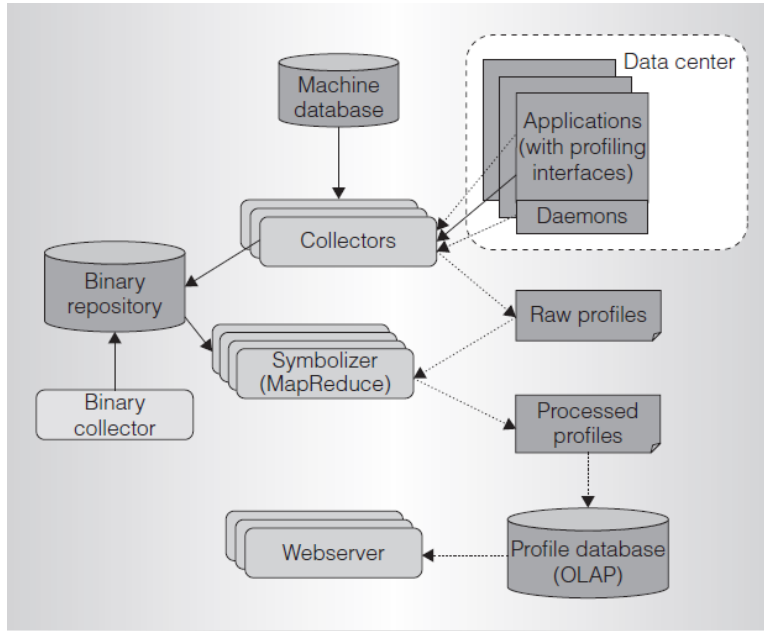 Data center
Machine
database
Applications
(with profiling
interfaces)
Daemons
Collectors
Binary
repository
Raw profiles
Symbolizer
(MapReduce)
Binary
collector
Processed
profiles
Webserver
Profile database
(OLAP)